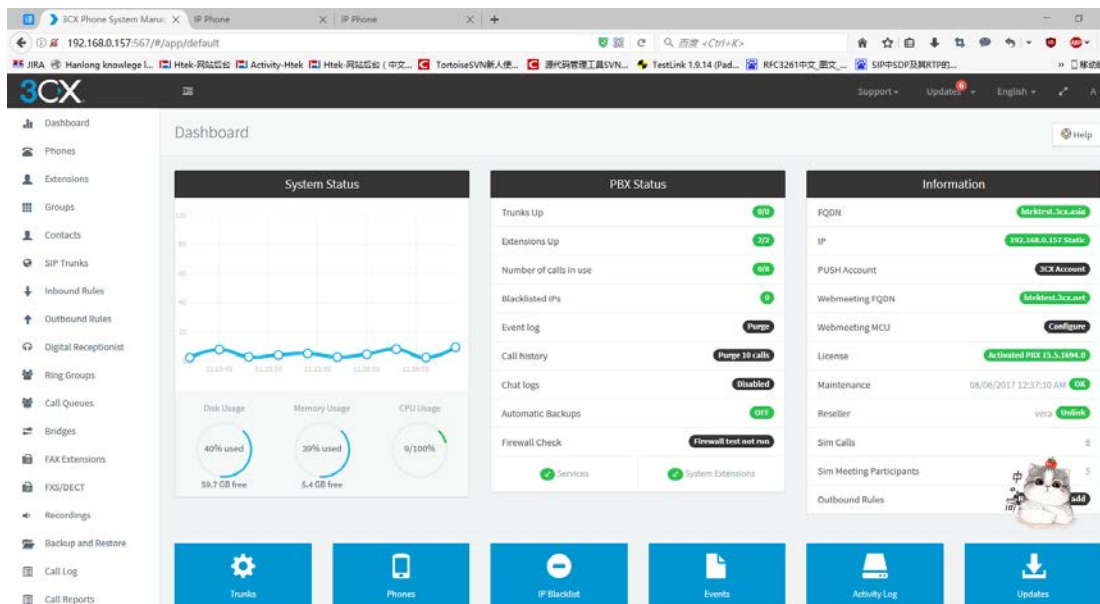 3CX Phone System Mana:
IP Phone
IP Phone
192.168.0.157:567/#/app/default
百度 <Ctrl+K>
JIRA
Hanlong knowlege l...
Htek-网站后台
Activity-Htek
Htek-网站后台 ( 中文...
TortoiseSVN新人使...
源代码管理工具SVN...
TestLink 1.9.14 (Pad...
RFC3261中文_图文_...
SIP中SDP及其RTP的...
3CX
Support
Updates 6
English
A
Dashboard
Phones
Extensions
Groups
Contacts
SIP Trunks
Inbound Rules
Outbound Rules
Digital Receptionist
Ring Groups
Call Queues
Bridges
FAX Extensions
FXS/DECT
Recordings
Backup and Restore
Call Log
Call Reports
Dashboard
Help
System Status
80
60
40
20
Disk Usage
Memory Usage
CPU Usage
40% used
39% used
9/100%
59.7 GB free
5.4 GB free
PBX Status
Trunks Up 0/0
Extensions Up 2/2
Number of calls in use 0/8
Blacklisted IPs 0
Event log Purge
Call history Purge 10 calls
Chat logs Disabled
Automatic Backups OFF
Firewall Check Firewall test not run
Services
System Extensions
Information
FQDN htektest.3cx.asia
IP 192.168.0.157 Static
PUSH Account 3CX Account
Webmeeting FQDN htektest.3cx.net
Webmeeting MCU Configure
License Activated PBX 15.5.1694.0
Maintenance 08/06/2017 12:37:10 AM OK
Reseller vera Unlink
Sim Calls 8
Sim Meeting Participants 5
Outbound Rules add
中
Trunks
Phones
IP Blacklist
Events
Activity Log
Updates